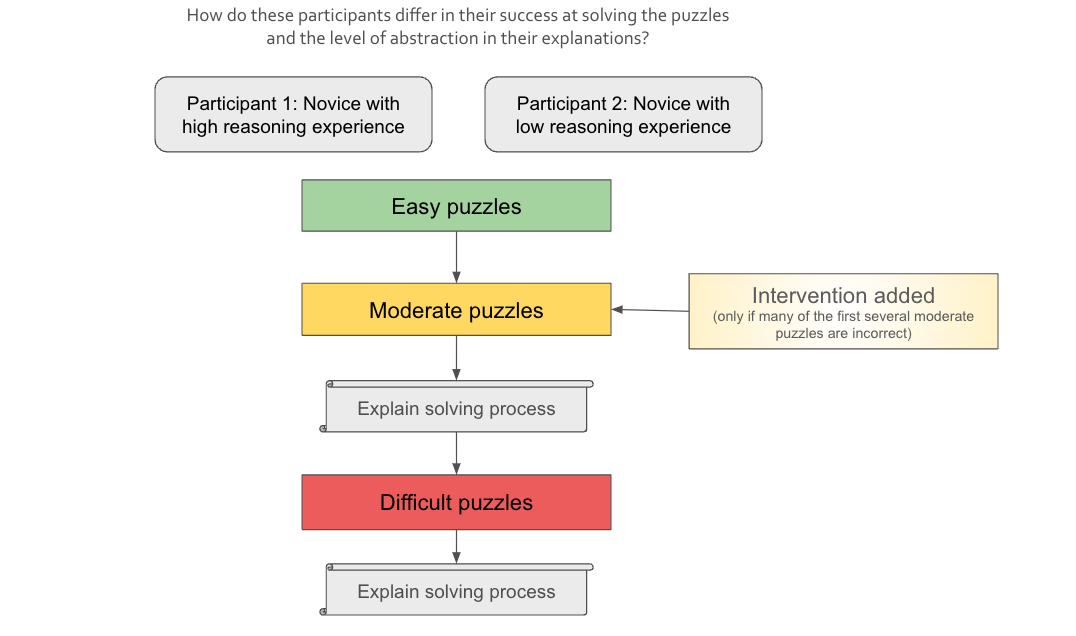 How do these participants differ in their success at solving the puzzles
and the level of abstraction in their explanations?
Participant 1: Novice with
high reasoning experience
Participant 2: Novice with
low reasoning experience
Easy puzzles
Moderate puzzles
Intervention added
(only if many of the first several moderate
puzzles are incorrect)
Explain solving process
Difficult puzzles
Explain solving process